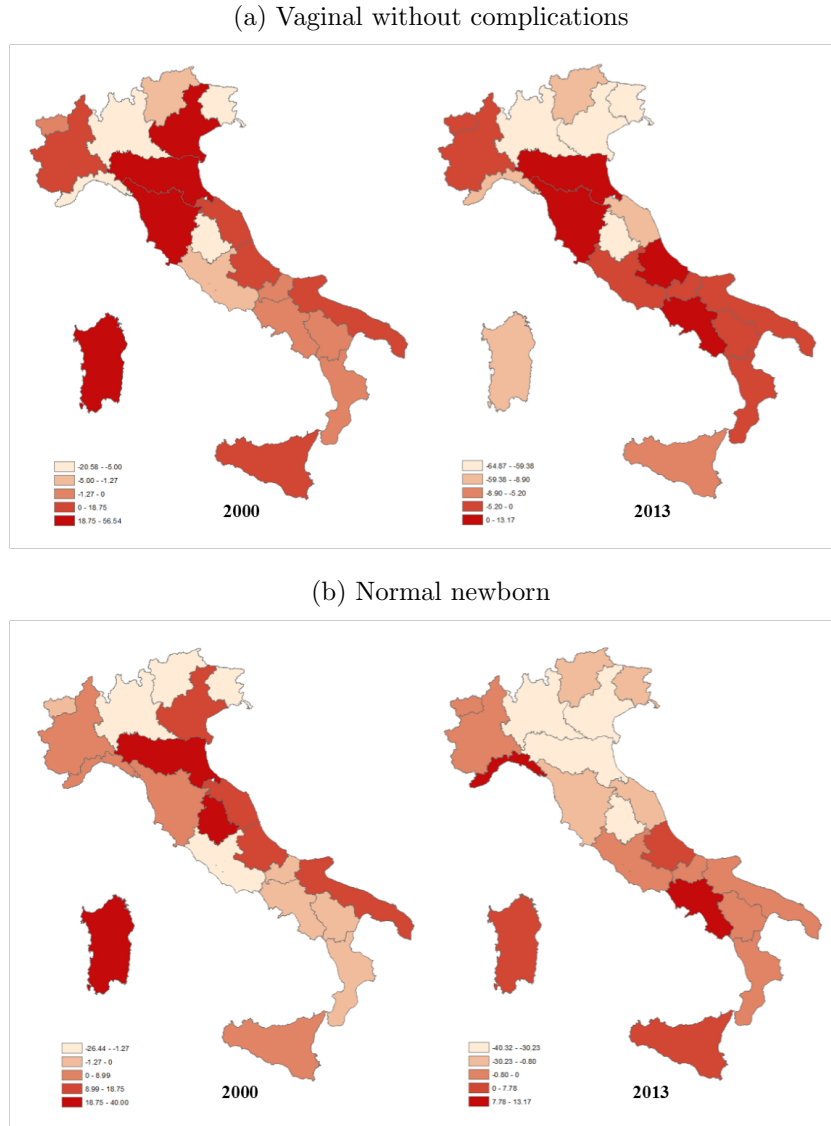 (a) Vaginal without complications
-20.58 - -5.00
-5.00 - -1.27
-1.27 - 0
0 - 18.75
18.75 - 56.54
2000
-64.87 - -59.38
-59.38 - -8.90
-8.90 - -5.20
-5.20 - 0
0 - 13.17
2013
(b) Normal newborn
-26.44 - -1.27
-1.27 - 0
0 - 8.99
8.99 - 18.75
18.75 - 40.00
2000
-40.32 - -30.23
-30.23 - -0.80
-0.80 - 0
0 - 7.78
7.78 - 13.17
2013